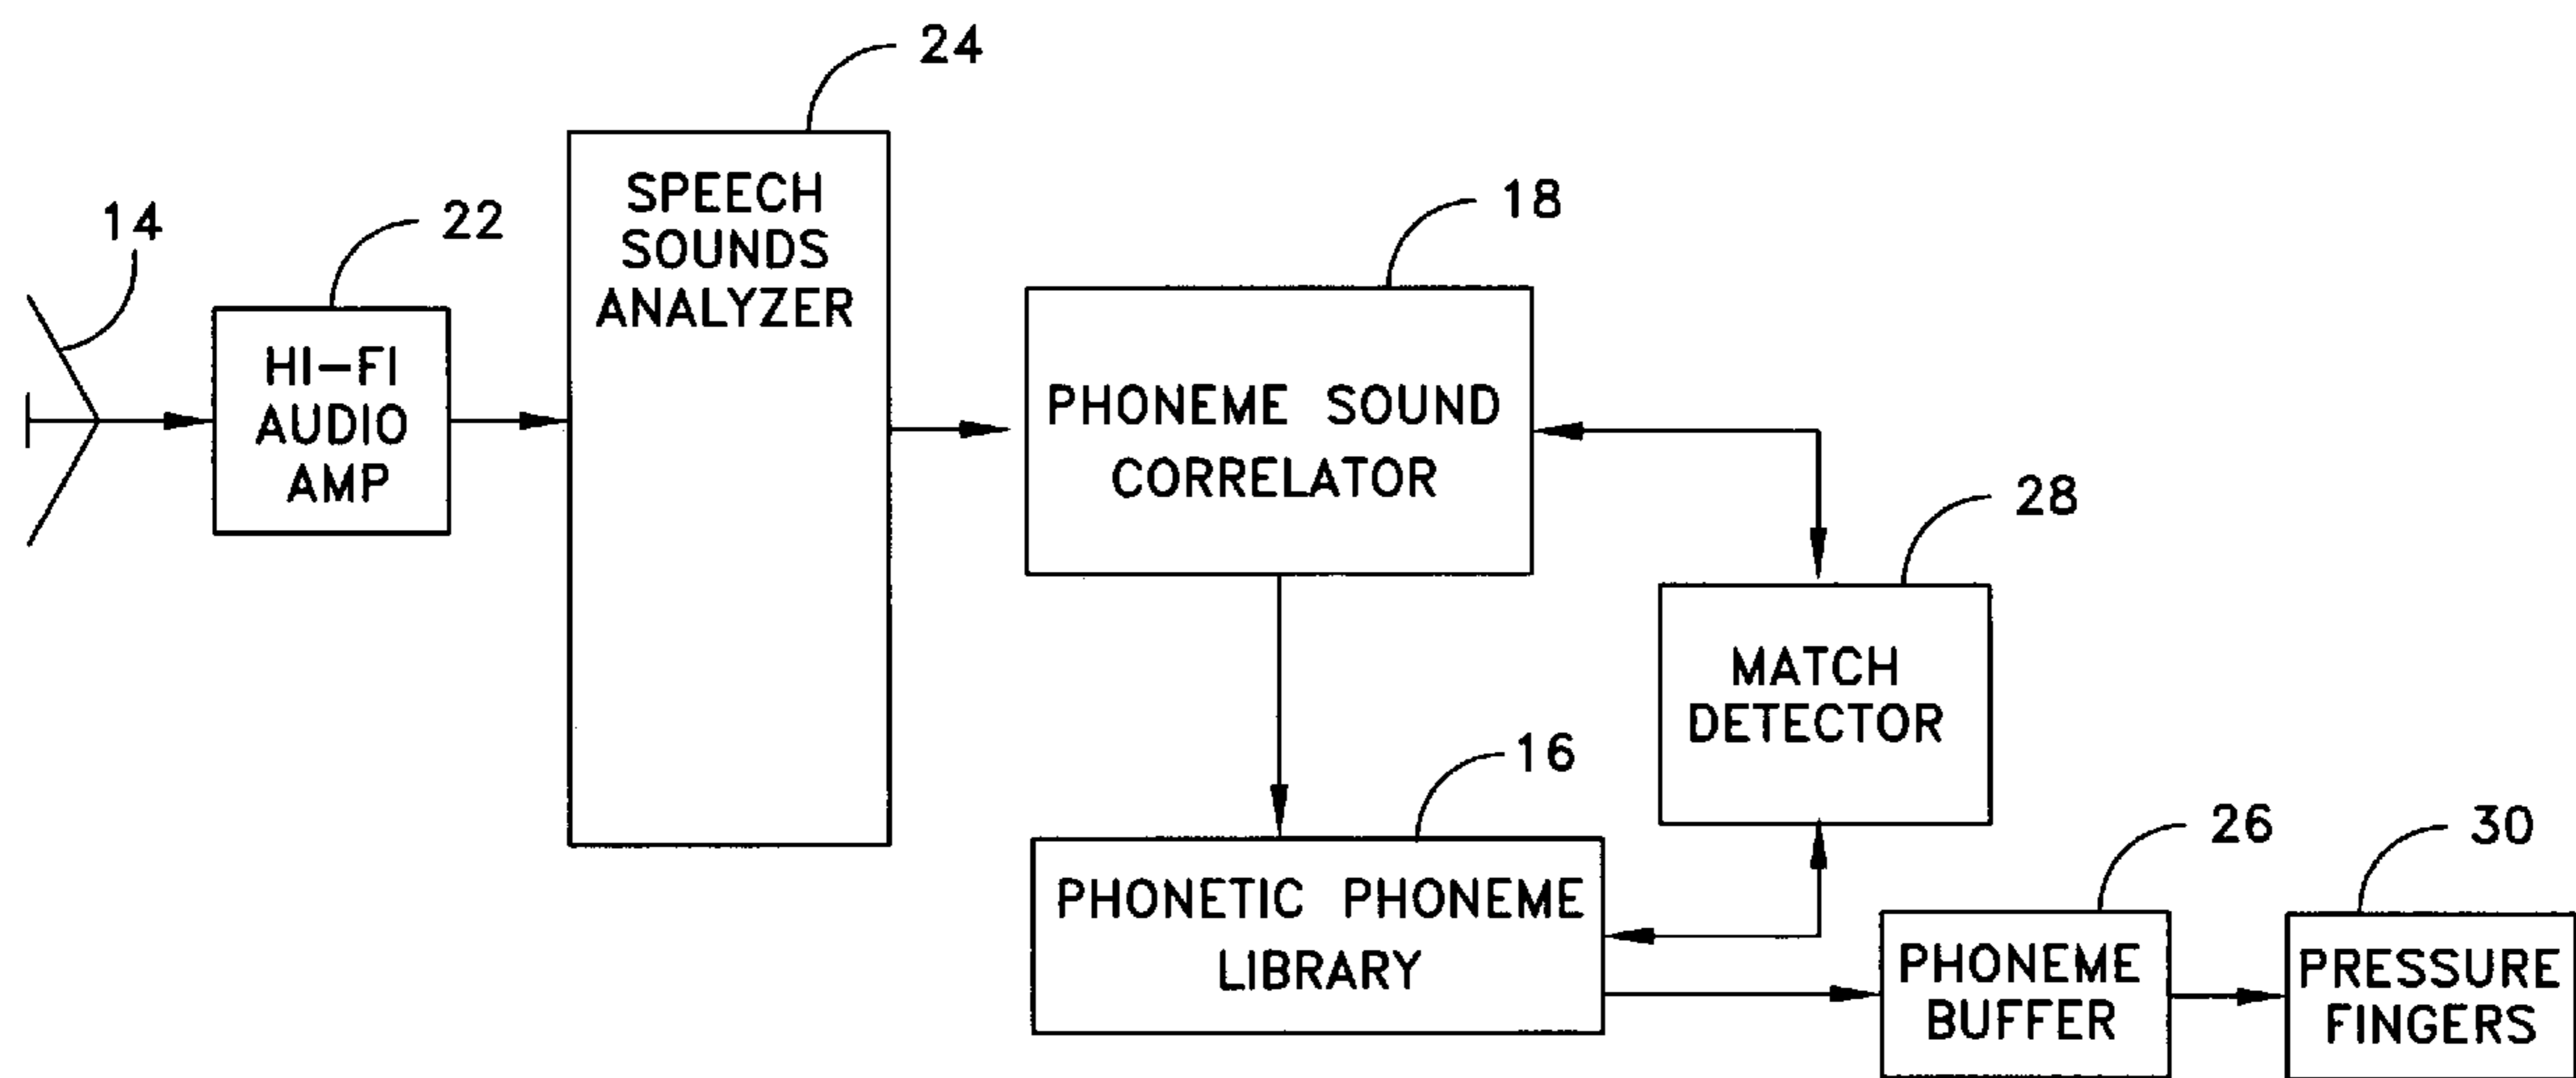 24
14
22
SPEECH
SOUNDS
ANALYZER
18
HI-FI
AUDIO
AMP
PHONEME SOUND
CORRELATOR
28
MATCH
DETECTOR
16
PHONETIC PHONEME
LIBRARY
26
30
PHONEME
BUFFER
PRESSURE
FINGERS